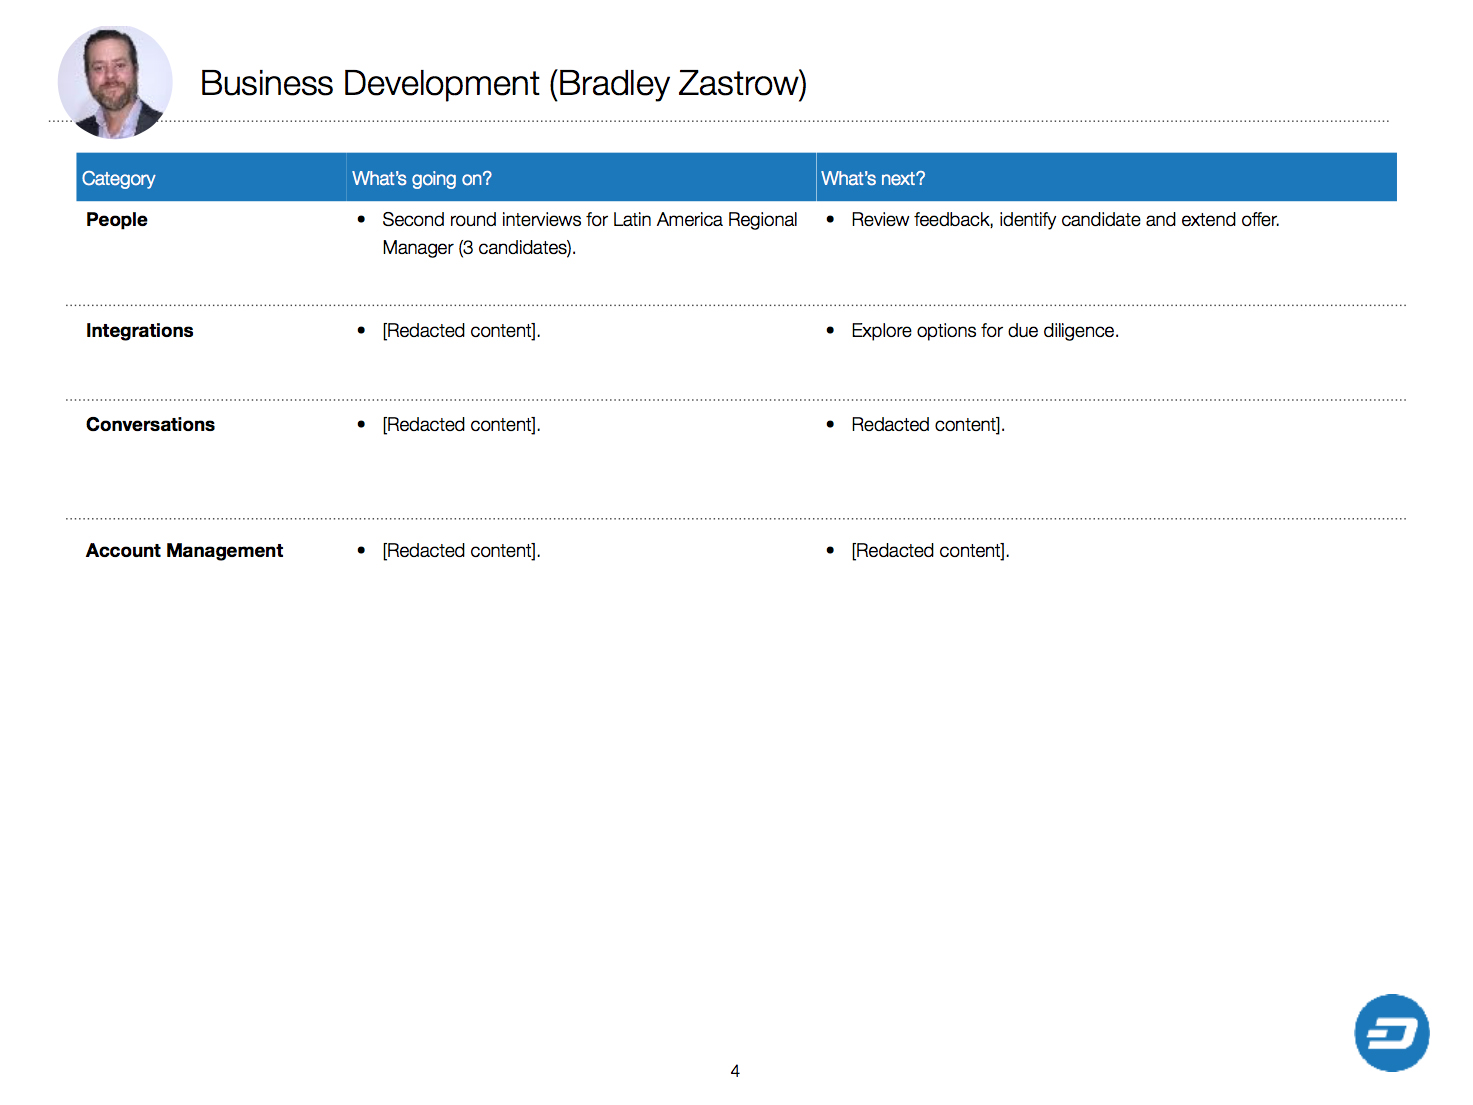 Business Development (Bradley Zastrow)
Category What's going on? What's next?
People • Second round interviews for Latin America Regional • Review feedback, identify candidate and extend offer.
Manager (3 candidates).
Integrations • [Redacted content]. • Explore options for due diligence.
Conversations • [Redacted content]. • Redacted content].
Account Management • [Redacted content]. • [Redacted content].
4